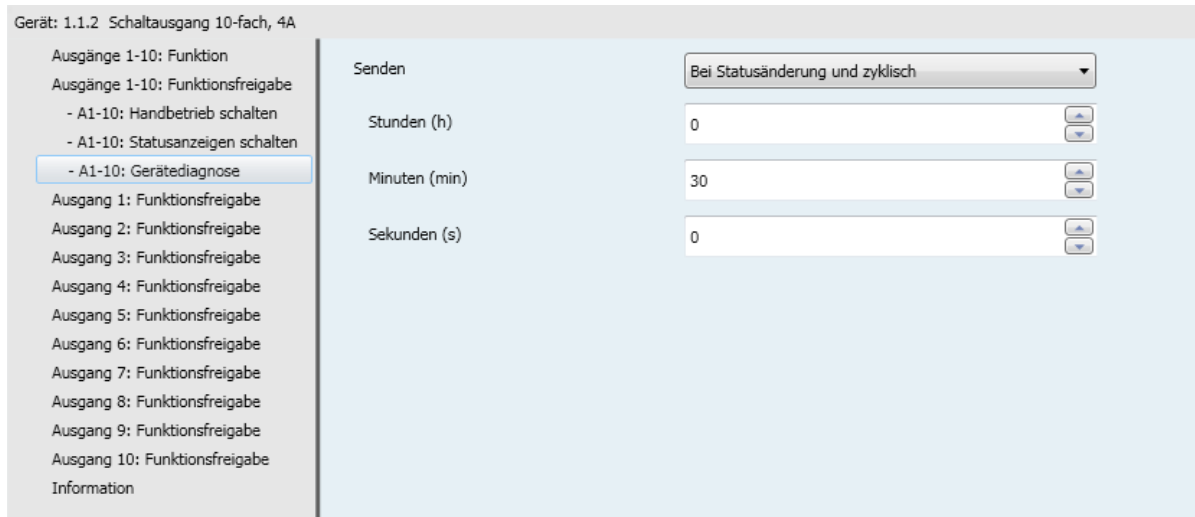 Gerät: 1.1.2 Schaltausgang 10-fach, 4A
Ausgänge 1-10: Funktion
Ausgänge 1-10: Funktionsfreigabe
- A1-10: Handbetrieb schalten
- A1-10: Statusanzeigen schalten
- A1-10: Gerätediagnose
Ausgang 1: Funktionsfreigabe
Ausgang 2: Funktionsfreigabe
Ausgang 3: Funktionsfreigabe
Ausgang 4: Funktionsfreigabe
Ausgang 5: Funktionsfreigabe
Ausgang 6: Funktionsfreigabe
Ausgang 7: Funktionsfreigabe
Ausgang 8: Funktionsfreigabe
Ausgang 9: Funktionsfreigabe
Ausgang 10: Funktionsfreigabe
Information
Senden Bei Statusänderung und zyklisch
Stunden (h) 0
Minuten (min) 30
Sekunden (s) 0